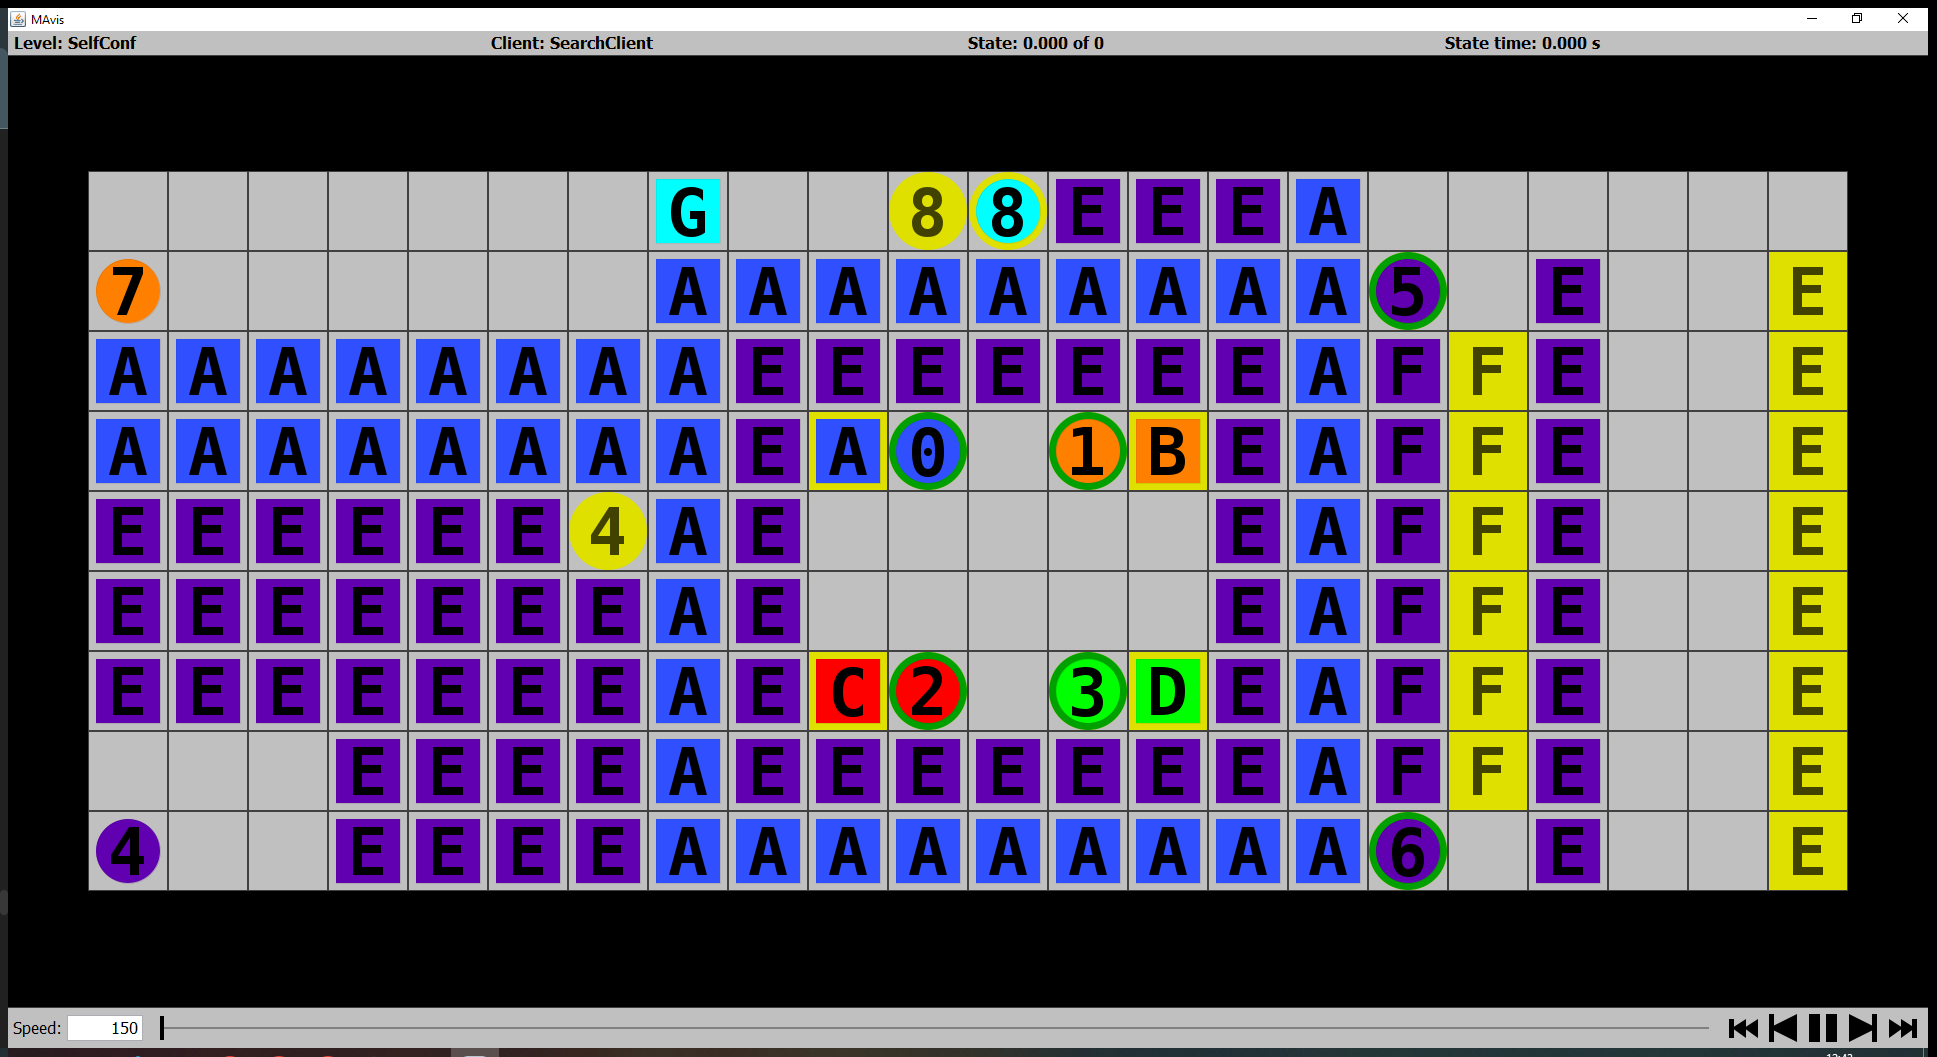 MAvis
Level: SelfConf Client: SearchClient State: 0.000 of 0 State time: 0.000 s
G 8 8 E E E A
7 A A A A A A A A A 5 E E
A A A A A A A A E E E E E E E A F F E E
A A A A A A A A E A 0 1 B E A F F E E
E E E E E E 4 A E E A F F E E
E E E E E E E A E E A F F E E
E E E E E E E A E C 2 3 D E A F F E E
E E E E A E E E E E E E A F F E E
4 E E E E A A A A A A A A A 6 E E
Speed: 150